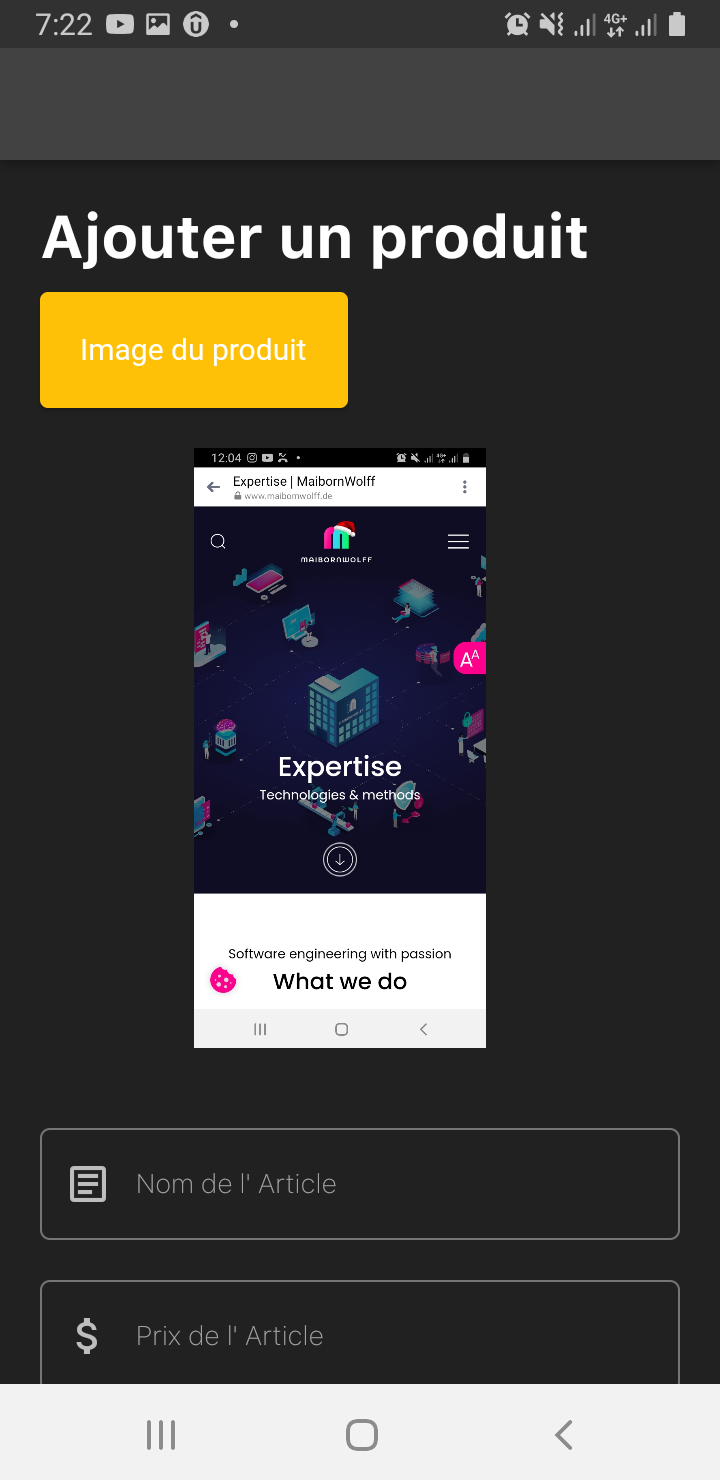 7:22
4G+
Ajouter un produit
Image du produit
12:04
Expertise | MaibornWolff
www.maibornwolff.de
MAIBORNWOLFF
AA
Expertise
Technologies & methods
Software engineering with passion
What we do
Nom de l' Article
$ Prix de l' Article